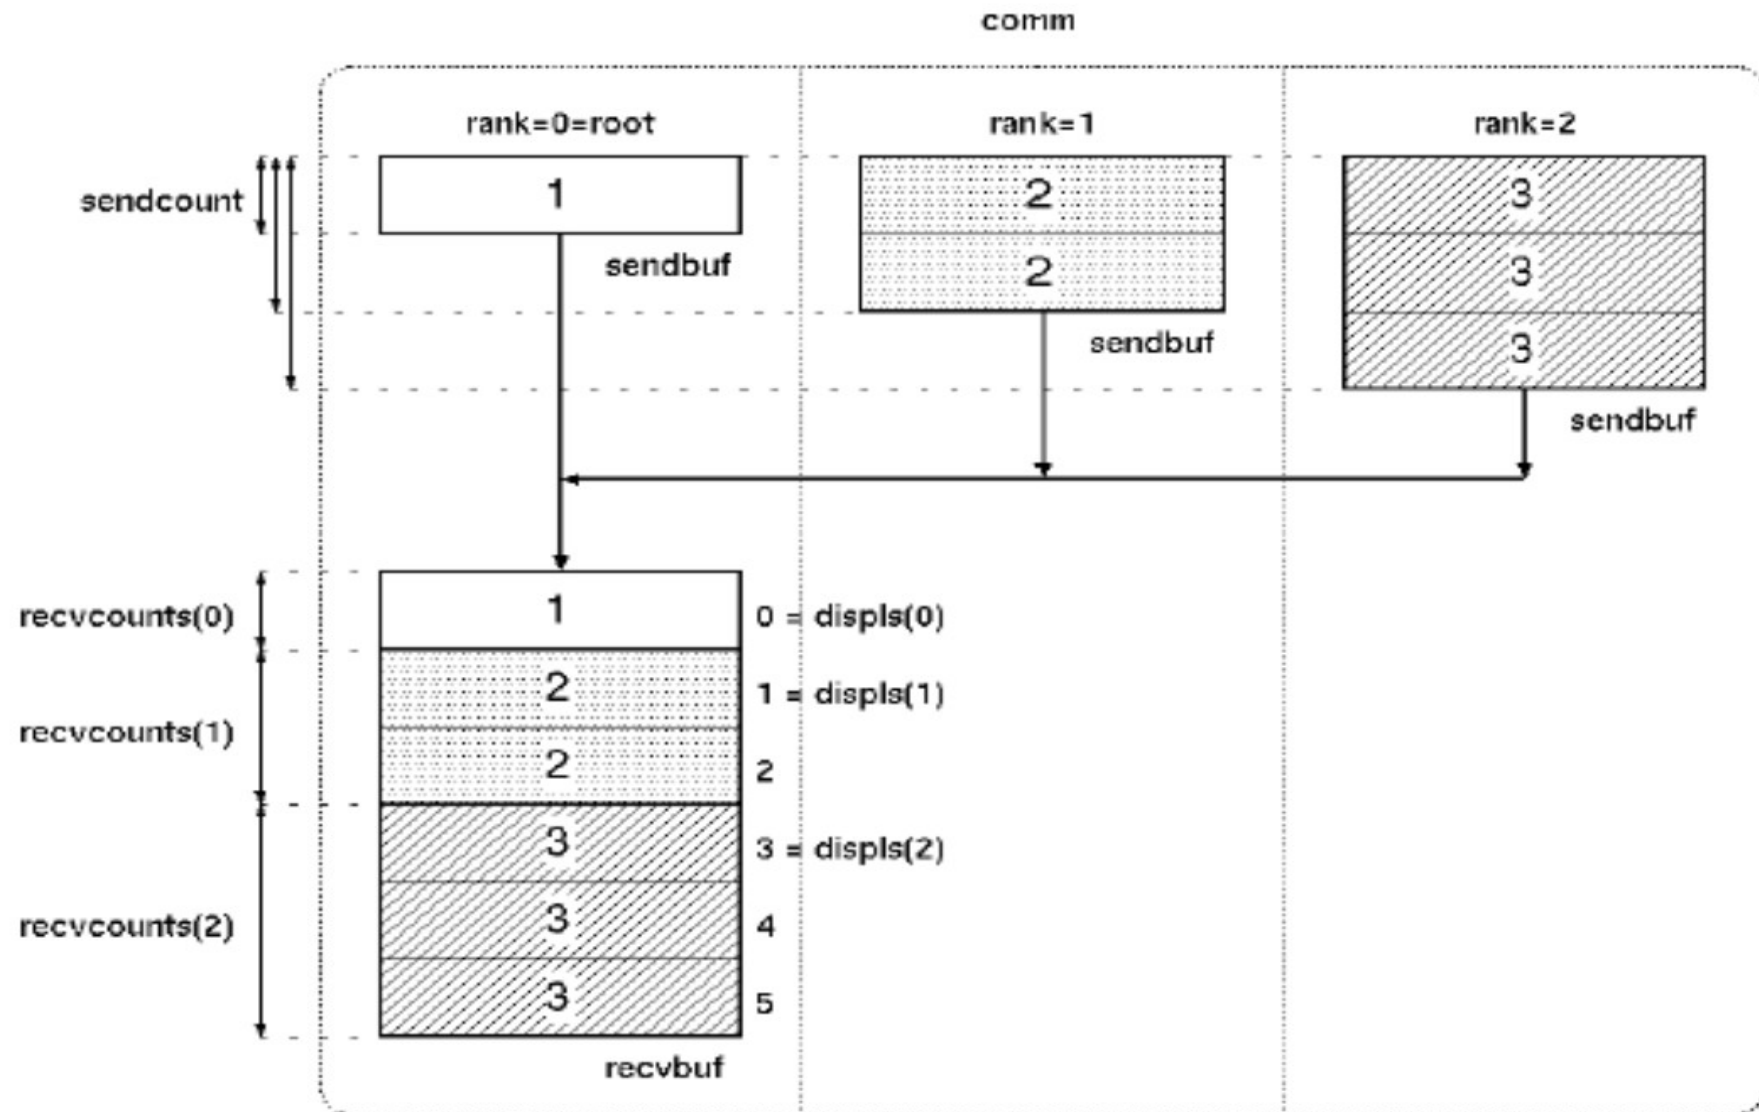 comm
rank=0=root
rank=1
rank=2
sendcount
1
2
3
sendbuf
2
3
sendbuf
3
sendbuf
recvcounts(0)
1
0 = displs(0)
2
1 = displs(1)
recvcounts(1)
2
2
3
3 = displs(2)
recvcounts(2)
3
4
3
5
recvbuf